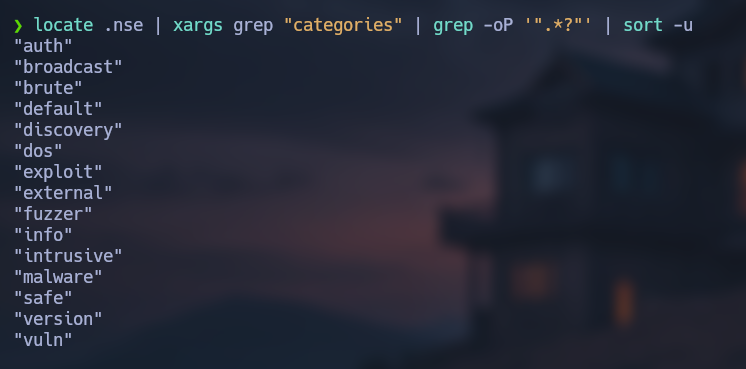 ❯ locate .nse | xargs grep "categories" | grep -oP '".*?"' | sort -u
"auth"
"broadcast"
"brute"
"default"
"discovery"
"dos"
"exploit"
"external"
"fuzzer"
"info"
"intrusive"
"malware"
"safe"
"version"
"vuln"